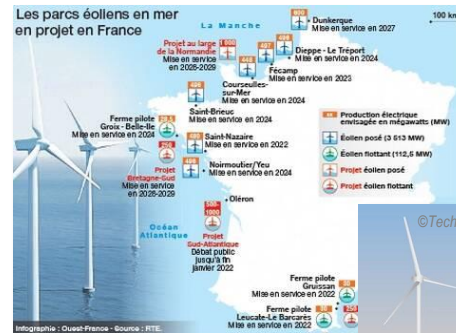 Les parcs éoliens en mer
en projet en France
La Manche
100 km
600
Dunkerque
Mise en service en 2027
Projet au large
de la Normandie
Mise en service
en 2028-2029
Dieppe - Le Tréport
Mise en service en 2024
Fécamp
Mise en service en 2023
Courseulles-
sur-Mer
Mise en service en 2024
Saint-Brieuc
Mise en service en 2024
Ferme pilote
Groix - Belle-Ile
Mise en service en 2024
Saint-Nazaire
Mise en service en 2022
250
Projet
Bretagne-Sud
Mise en service
en 2028-2029
Noirmoutier/Yeu
Mise en service en 2024
Production électrique
envisagée en mégawatts (MW)
Éolien posé (3 513 MW)
Éolien flottant (112,5 MW)
Projet éolien posé
Projet éolien flottant
Oléron
Océan
Atlantique
500-
1000
Projet
Sud-Atlantique
Débat public
jusqu'à fin
janvier 2022
Ferme pilote
Gruissan
Mise en service en 2022
Ferme pilote
Leucate-Le Barcarès
Mise en service en 2022
250
Infographie : Ouest-France - Source : RTE.